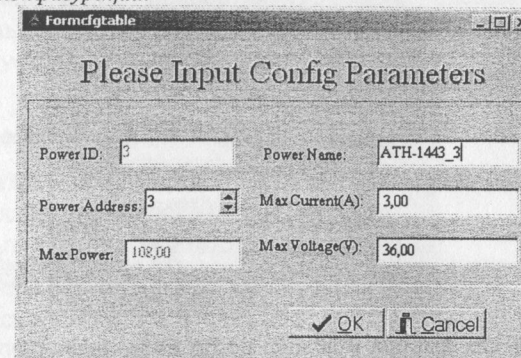 Formcfgtable
Please Input Config Parameters
Power ID: 3 Power Name: ATH-1443_3
Power Address: 3 Max Current(A): 3,00
Max Power: 108,00 Max Voltage(V): 36,00
OK Cancel